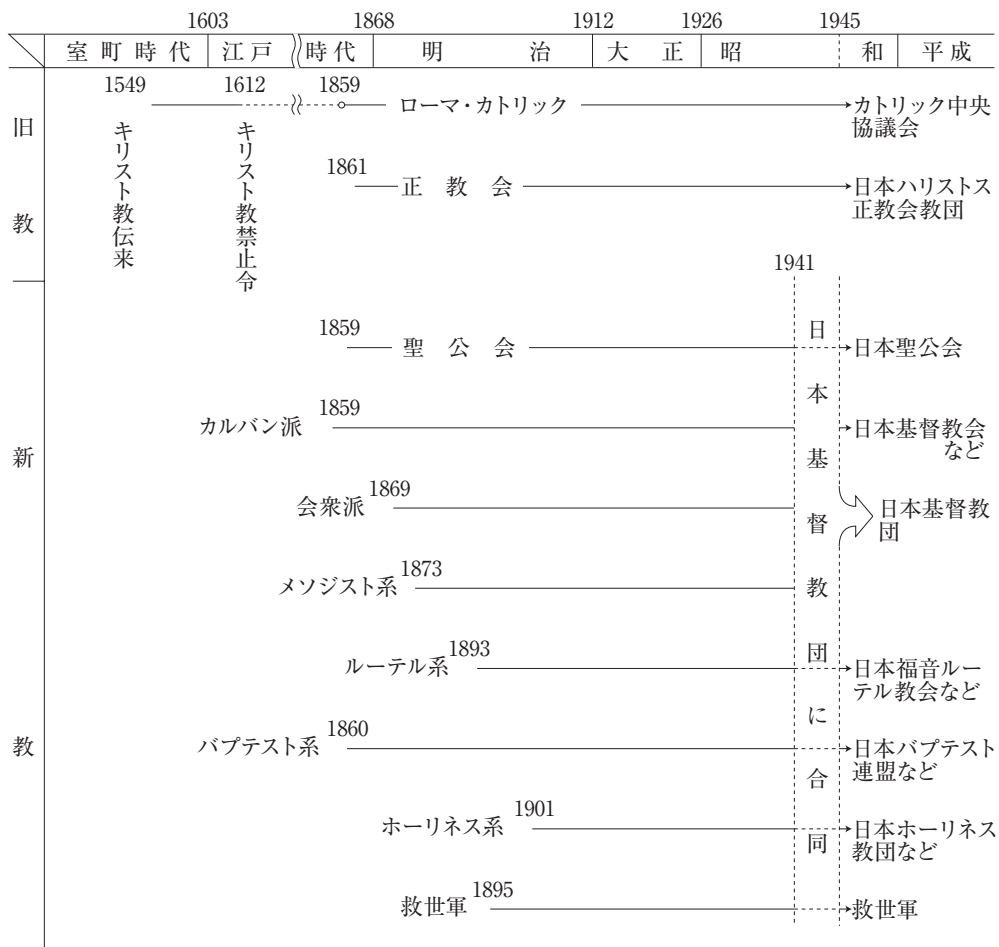 1603 1868 1912 1926 1945
室町時代 江戸 時代 明治 大正 昭和 平成
旧教
1549 1612 1859
ローマ・カトリック
カトリック中央
協議会
キリスト教伝来
キリスト教禁止令
1861
正教会
日本ハリストス
正教会教団
1941
日本基督教団に合同
新教
1859
聖公会
日本聖公会
カルバン派 1859
日本基督教会
など
会衆派 1869
日本基督教
団
メソジスト系 1873
ルーテル系 1893
日本福音ルー
テル教会など
バプテスト系 1860
日本バプテスト
連盟など
ホーリネス系 1901
日本ホーリネス
教団など
救世軍 1895
救世軍